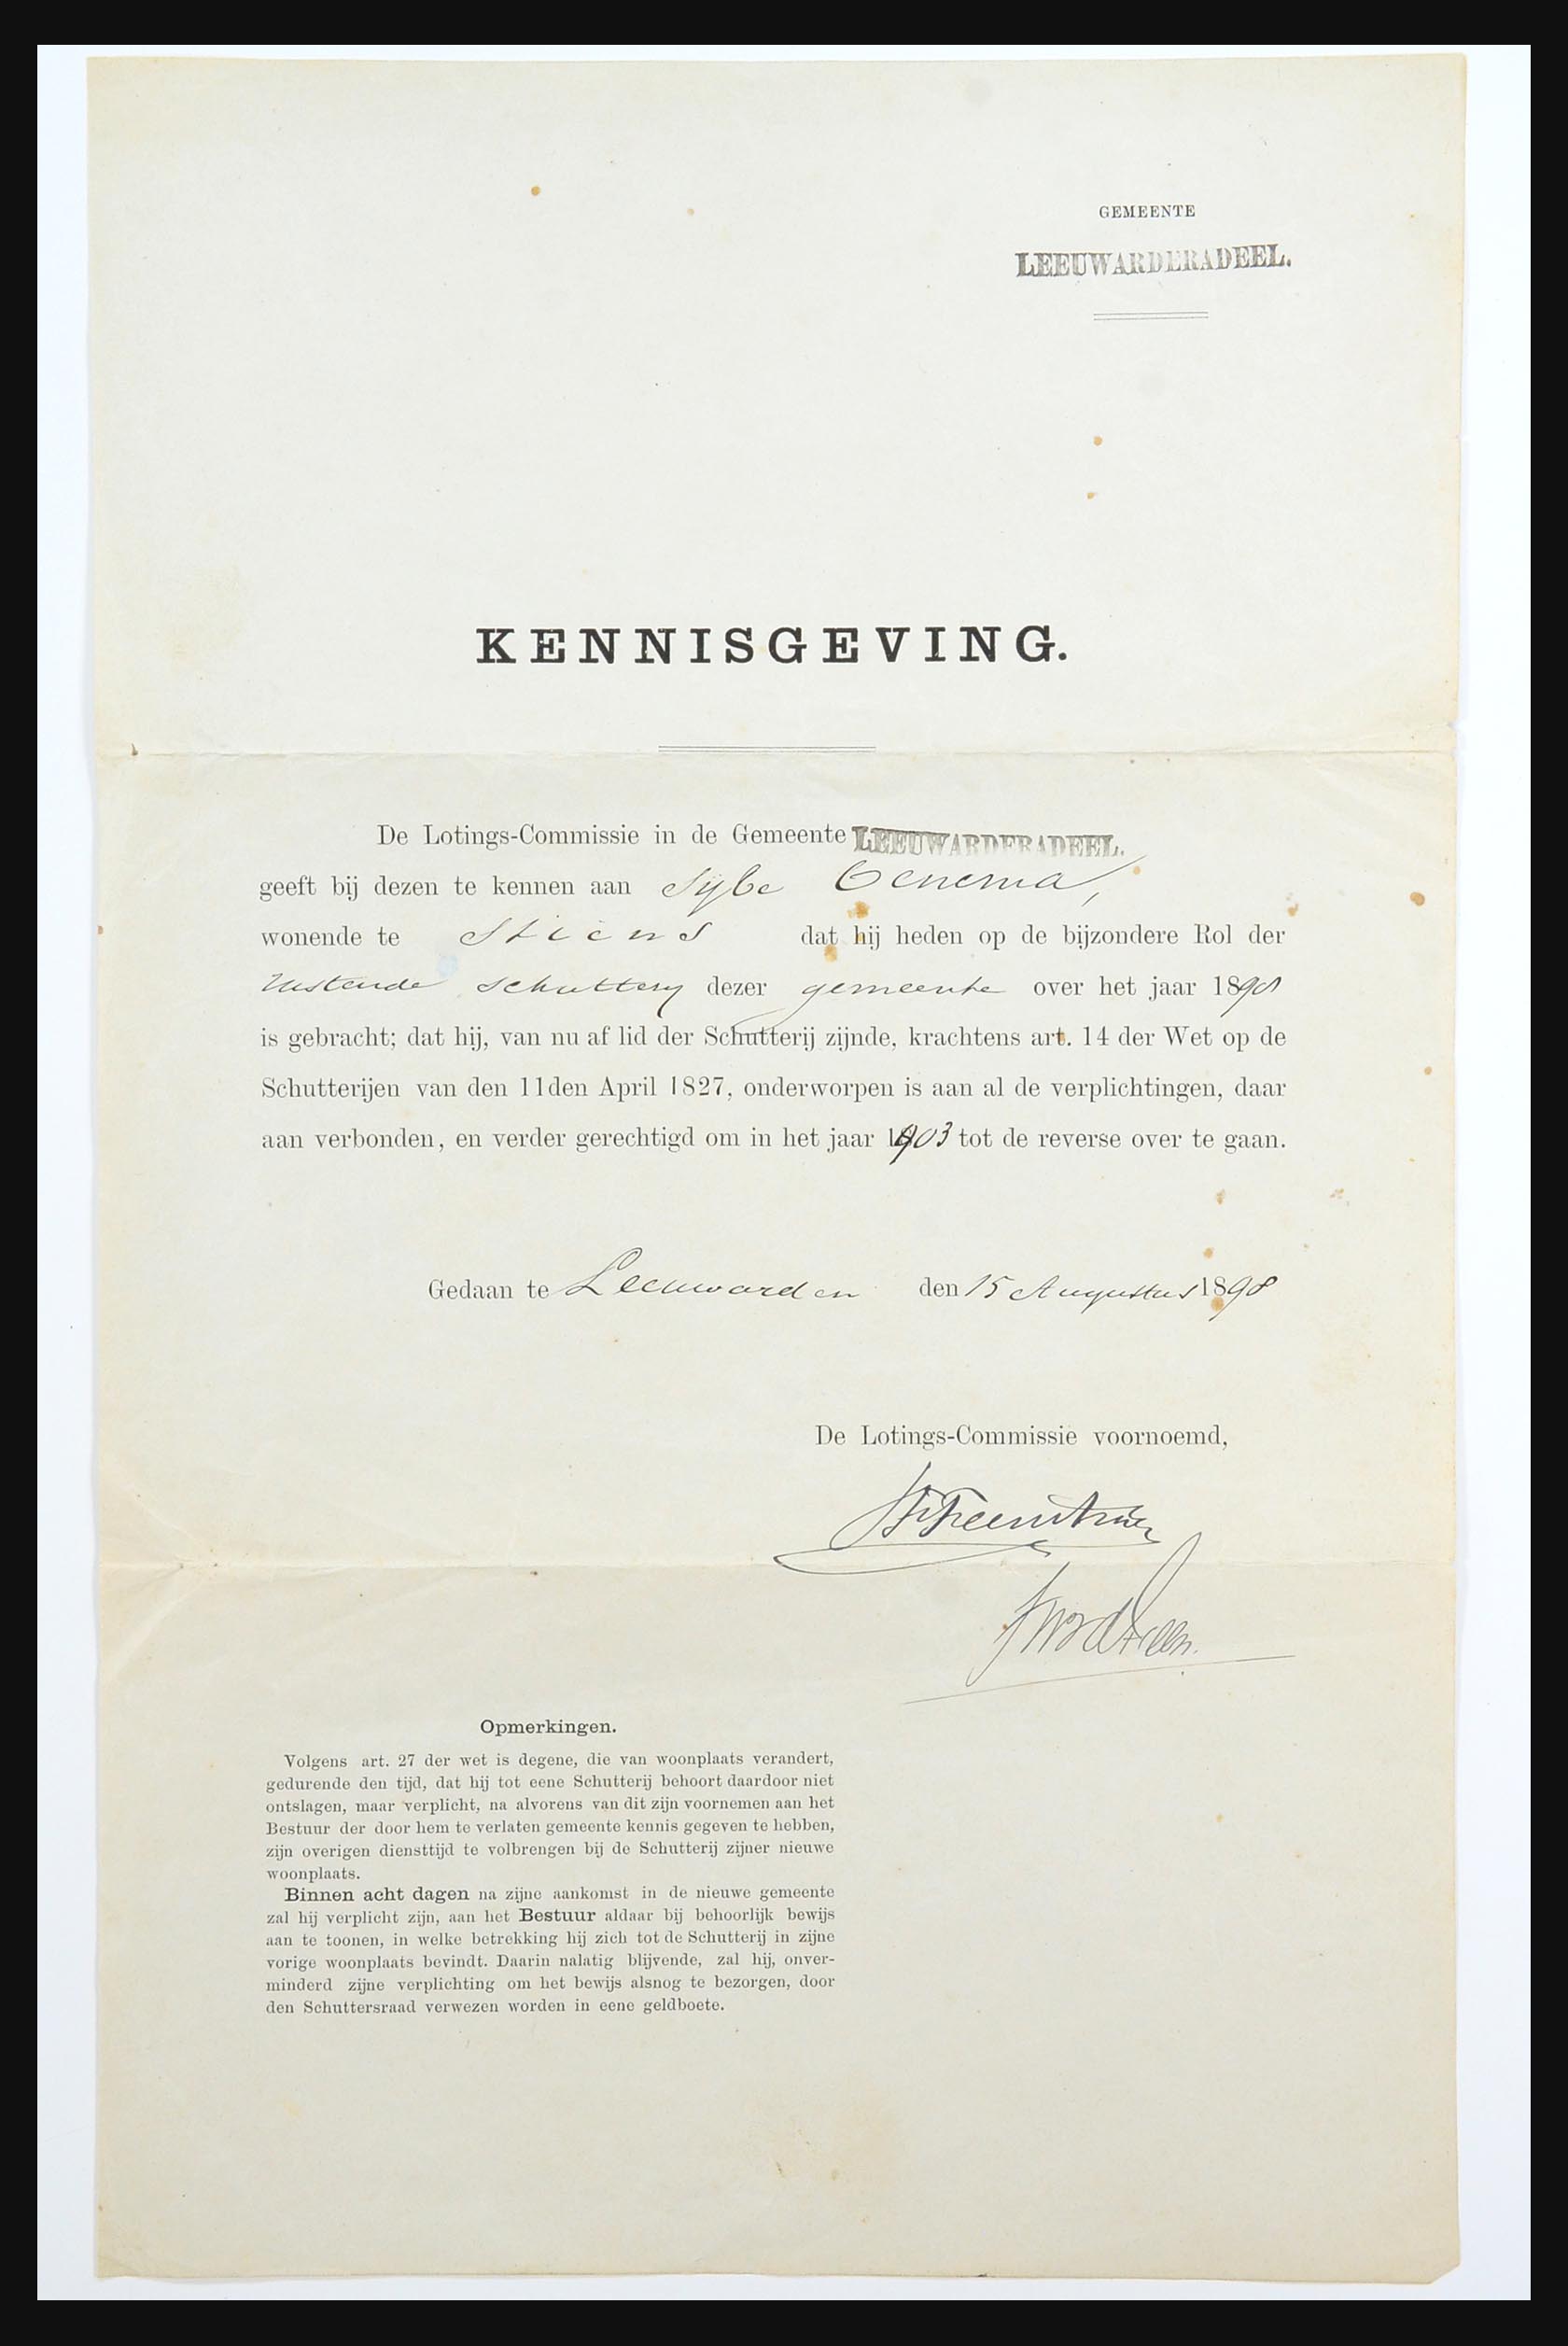 GEMEENTE
LEEUWARDERADEEL.
KENNISGEVING.
De Lotings-Commissie in de Gemeente LEEUWARDERADEEL.
geeft bij dezen te kennen aan Sijbe Cenema,
wonende te Stiens dat hij heden op de bijzondere Rol der
rustende schuttery dezer gemeente over het jaar 1898
is gebracht; dat hij, van nu af lid der Schutterij zijnde, krachtens art. 14 der Wet op de
Schutterijen van den 11den April 1827, onderworpen is aan al de verplichtingen, daar
aan verbonden, en verder gerechtigd om in het jaar 1903 tot de reverse over te gaan.
Gedaan te Leeuwarden den 15 Augustus 1898
De Lotings-Commissie voornoemd,
Opmerkingen.
Volgens art. 27 der wet is degene, die van woonplaats verandert,
gedurende den tijd, dat hij tot eene Schutterij behoort daardoor niet
ontslagen, maar verplicht, na alvorens van dit zijn voornemen aan het
Bestuur der door hem te verlaten gemeente kennis gegeven te hebben,
zijn overigen diensttijd te volbrengen bij de Schutterij zijner nieuwe
woonplaats.
Binnen acht dagen na zijne aankomst in de nieuwe gemeente
zal hij verplicht zijn, aan het Bestuur aldaar bij behoorlijk bewijs
aan te toonen, in welke betrekking hij zich tot de Schutterij in zijne
vorige woonplaats bevindt. Daarin nalatig blijvende, zal hij, onver-
minderd zijne verplichting om het bewijs alsnog te bezorgen, door
den Schuttersraad verwezen worden in eene geldboete.